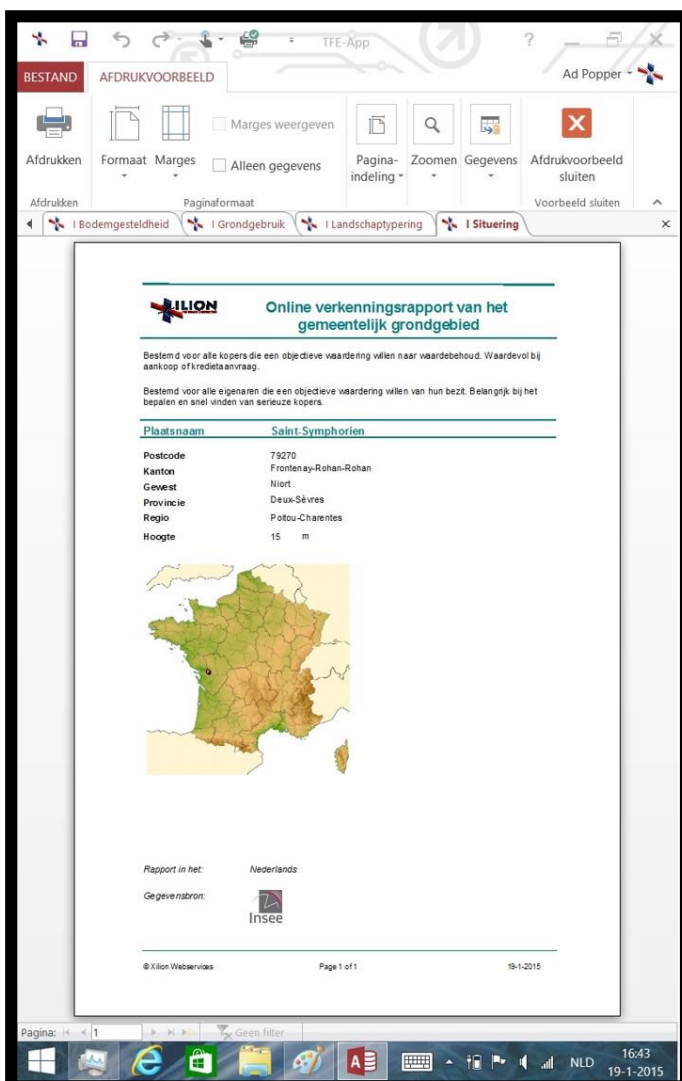 TFE-App
?
BESTAND
AFDRUKVOORBEELD
Ad Popper
Afdrukken
Formaat
Marges
Marges weergeven
Alleen gegevens
Pagina-
indeling
Zoomen
Gegevens
Afdrukvoorbeeld
sluiten
Afdrukken
Paginaformaat
Voorbeeld sluiten
I Bodemgesteldheid
I Grondgebruik
I Landschaptypering
I Situering
XILION
Online verkenningsrapport van het
gemeentelijk grondgebied
Bestemd voor alle kopers die een objectieve waardering willen naar waardebehoud. Waardevol bij
aankoop of kredietaanvraag.
Bestemd voor alle eigenaren die een objectieve waardering willen van hun bezit. Belangrijk bij het
bepalen en snel vinden van serieuze kopers.
Plaatsnaam Saint-Symphorien
Postcode 79270
Kanton Frontenay-Rohan-Rohan
Gewest Niort
Provincie Deux-Sèvres
Regio Poitou-Charentes
Hoogte 15 m
Rapport in het: Nederlands
Gegevensbron:
Insee
© Xilion Webservices Page 1 of 1 19-1-2015
Pagina: 1 Geen filter
NLD
16:43
19-1-2015